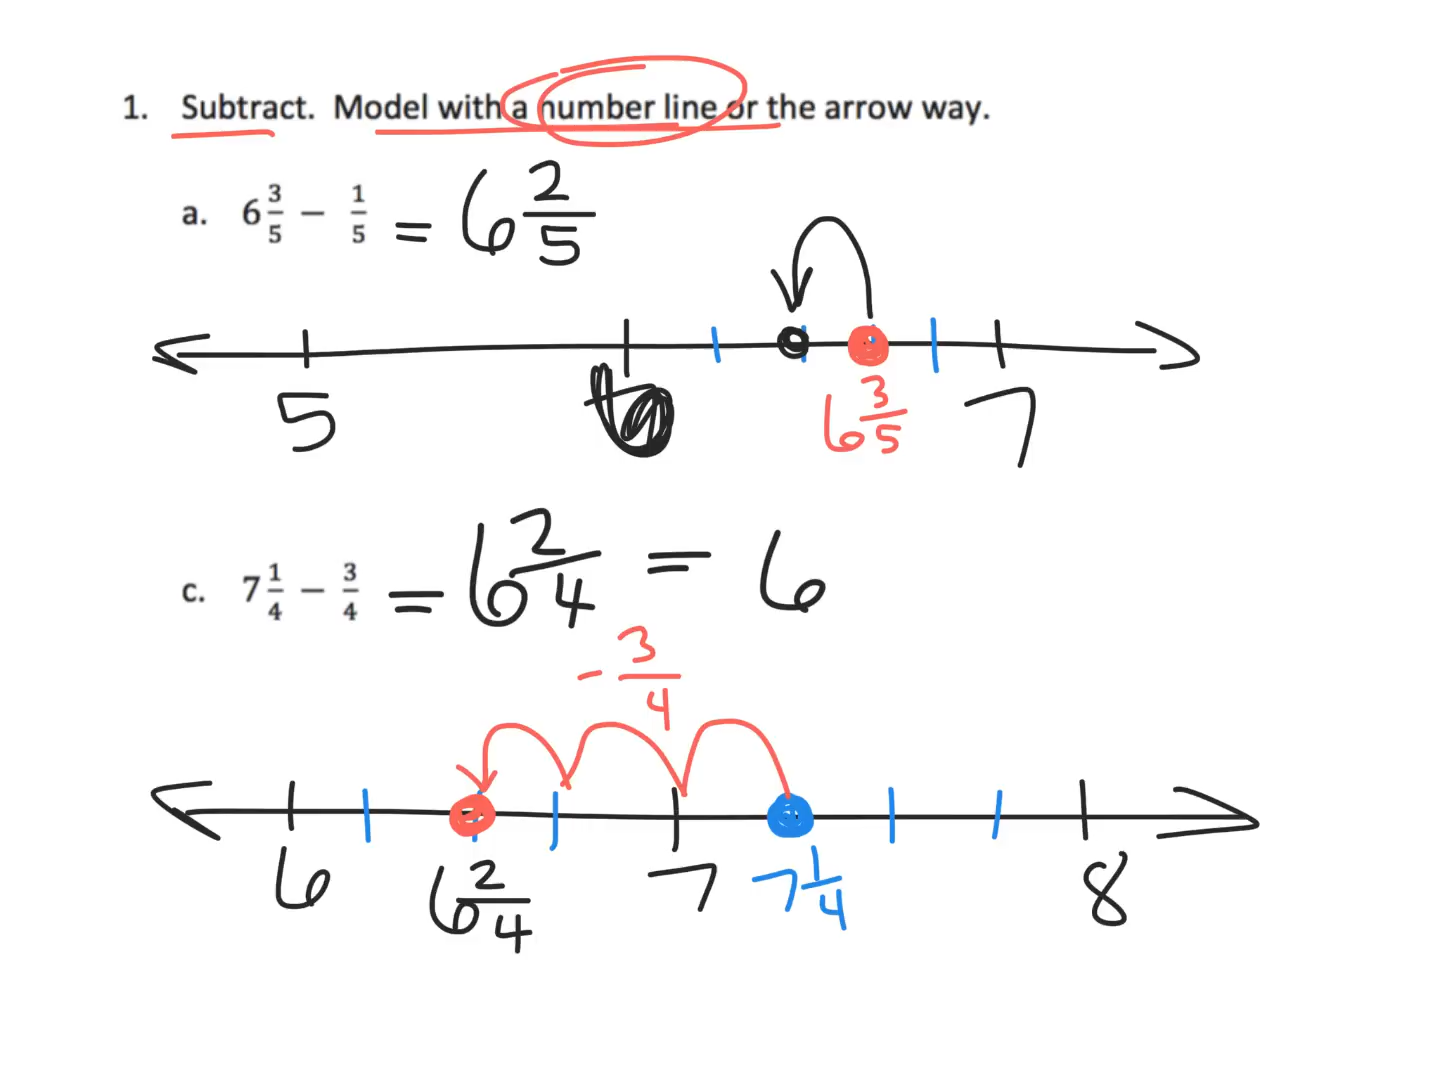 1. Subtract. Model with a number line or the arrow way.
a. 6 3/5 − 1/5 = 6 2/5
5 6 3/5 7
c. 7 1/4 − 3/4 = 6 2/4 = 6
- 3/4
6 6 2/4 7 7 1/4 8